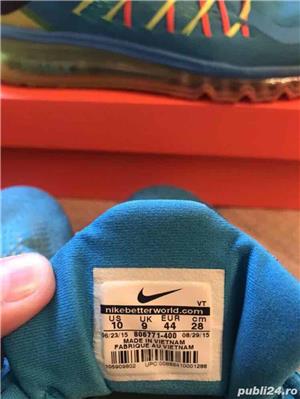 VT
nikebetterworld.com
US UK EUR cm
10 9 44 28
06/23/15 806771-400 08/29/15
MADE IN VIETNAM
FABRIQUE AU VIETNAM
publi24.ro